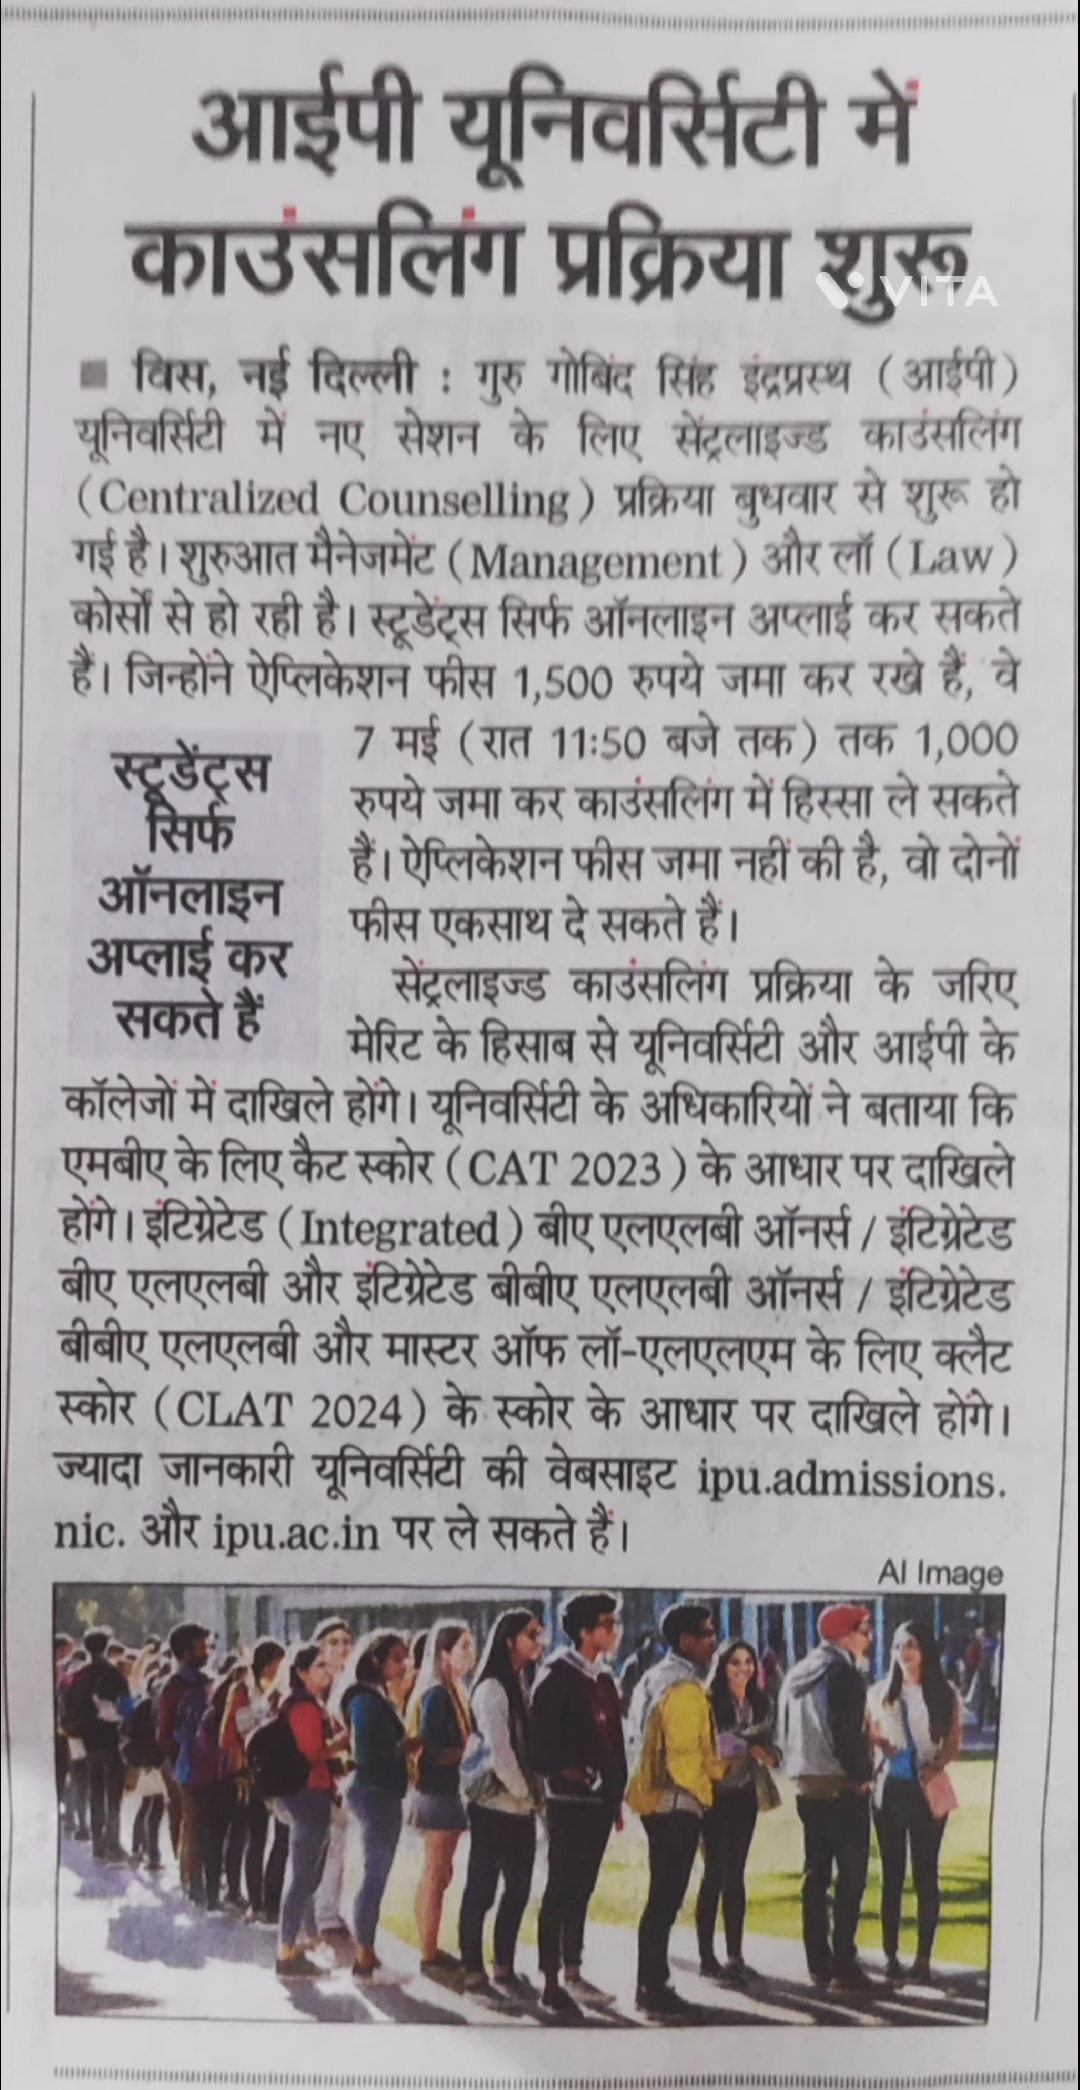 आईपी यूनिवर्सिटी में
काउंसलिंग प्रक्रिया शुरू
VITA
■ विस, नई दिल्ली : गुरु गोबिंद सिंह इंद्रप्रस्थ (आईपी)
यूनिवर्सिटी में नए सेशन के लिए सेंट्रलाइज्ड काउंसलिंग
(Centralized Counselling) प्रक्रिया बुधवार से शुरू हो
गई है। शुरुआत मैनेजमेंट (Management) और लॉ (Law)
कोर्सों से हो रही है। स्टूडेंट्स सिर्फ ऑनलाइन अप्लाई कर सकते
हैं। जिन्होंने ऐप्लिकेशन फीस 1,500 रुपये जमा कर रखे हैं, वे
7 मई (रात 11:50 बजे तक) तक 1,000
रुपये जमा कर काउंसलिंग में हिस्सा ले सकते
हैं। ऐप्लिकेशन फीस जमा नहीं की है, वो दोनों
फीस एकसाथ दे सकते हैं।
स्टूडेंट्स
सिर्फ
ऑनलाइन
अप्लाई कर
सकते हैं
सेंट्रलाइज्ड काउंसलिंग प्रक्रिया के जरिए
मेरिट के हिसाब से यूनिवर्सिटी और आईपी के
कॉलेजों में दाखिले होंगे। यूनिवर्सिटी के अधिकारियों ने बताया कि
एमबीए के लिए कैट स्कोर (CAT 2023) के आधार पर दाखिले
होंगे। इंटिग्रेटेड (Integrated) बीए एलएलबी ऑनर्स / इंटिग्रेटेड
बीए एलएलबी और इंटिग्रेटेड बीबीए एलएलबी ऑनर्स / इंटिग्रेटेड
बीबीए एलएलबी और मास्टर ऑफ लॉ-एलएलएम के लिए क्लैट
स्कोर (CLAT 2024) के स्कोर के आधार पर दाखिले होंगे।
ज्यादा जानकारी यूनिवर्सिटी की वेबसाइट ipu.admissions.
nic. और ipu.ac.in पर ले सकते हैं।
AI Image